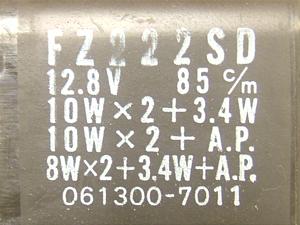 FZ222SD
12.8V 85 c/m
10W×2+3.4W
10W×2+A.P.
8W×2+3.4W+A.P.
061300-7011